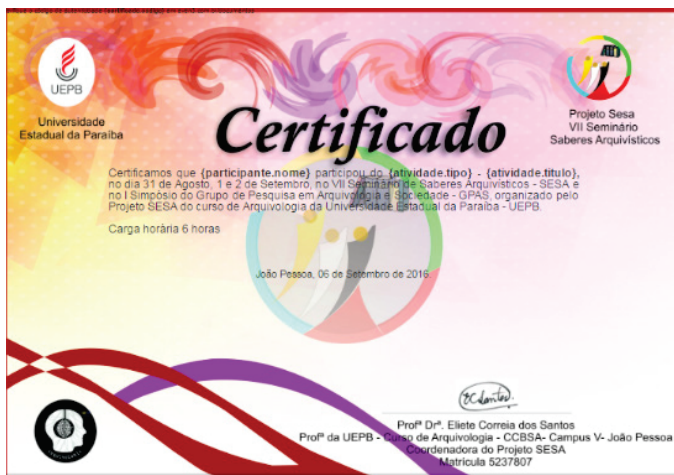 UEPB
Universidade
Estadual da Paraíba
Certificado
Projeto Sesa
VII Seminário
Saberes Arquivísticos
Certificamos que {participante.nome} participou do {atividade.tipo} - {atividade.titulo},
no dia 31 de Agosto, 1 e 2 de Setembro, no VII Seminário de Saberes Arquivísticos - SESA e
no I Simpósio do Grupo de Pesquisa em Arquivologia e Sociedade - GPAS, organizado pelo
Projeto SESA do curso de Arquivologia da Universidade Estadual da Paraíba - UEPB.
Carga horária 6 horas
João Pessoa, 06 de Setembro de 2016.
Profª Drª. Eliete Correia dos Santos
Profª da UEPB - Curso de Arquivologia - CCBSA- Campus V- João Pessoa
Coordenadora do Projeto SESA
Matricula 5237807